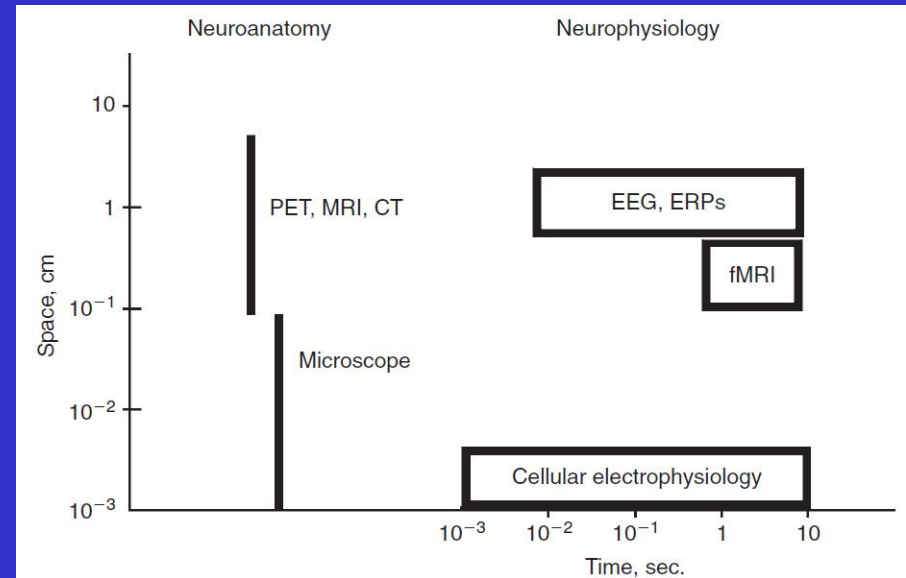 Neuroanatomy
Neurophysiology
10
1
10⁻¹
10⁻²
10⁻³
Space, cm
PET, MRI, CT
Microscope
EEG, ERPs
fMRI
Cellular electrophysiology
10⁻³ 10⁻² 10⁻¹ 1 10
Time, sec.